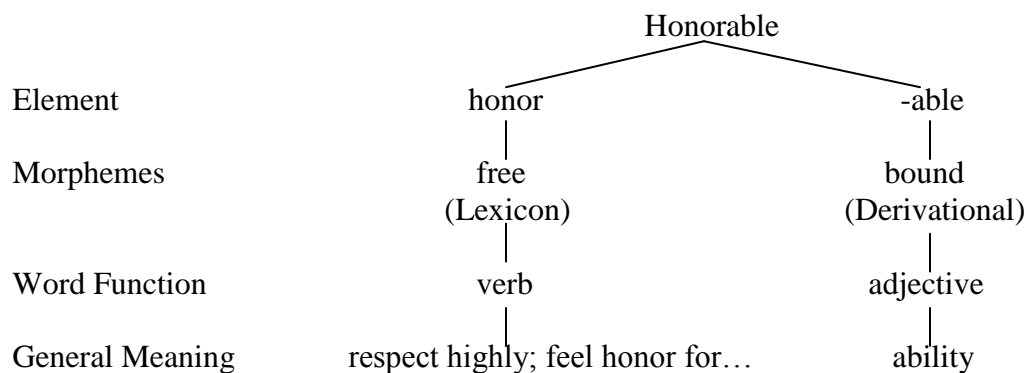 Honorable
Element honor -able
Morphemes free bound
(Lexicon) (Derivational)
Word Function verb adjective
General Meaning respect highly; feel honor for… ability